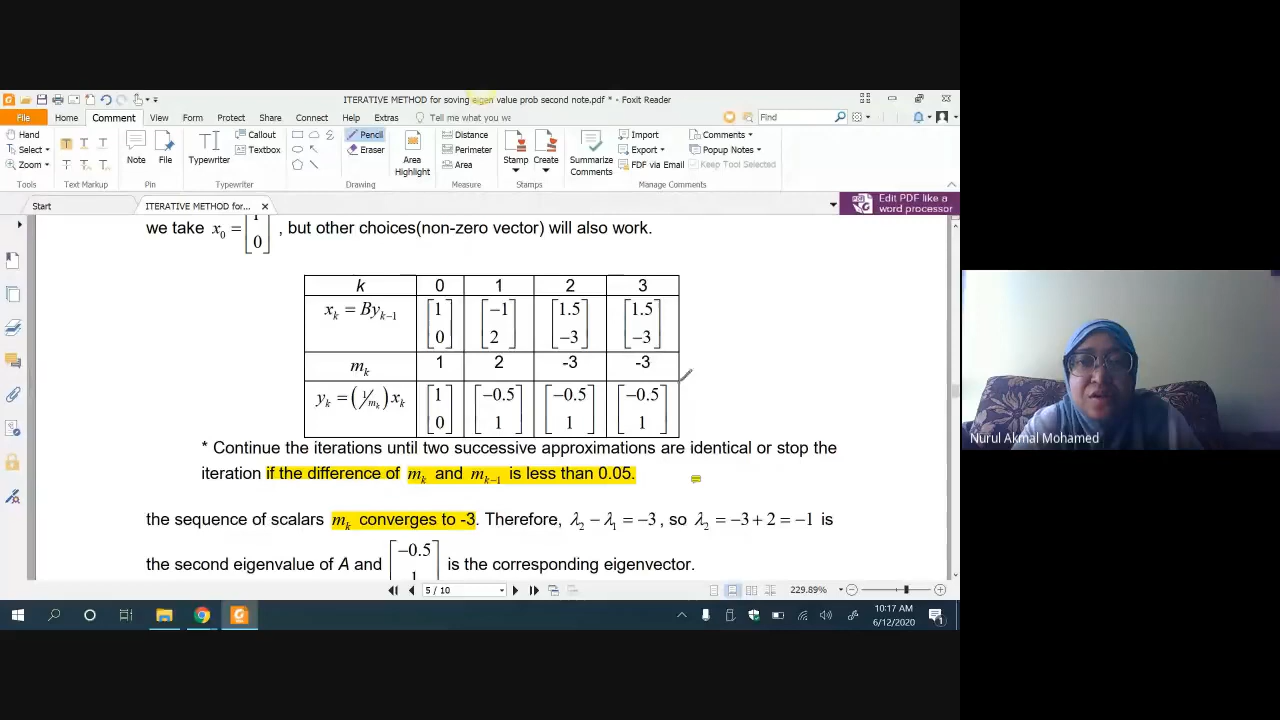 ITERATIVE METHOD for soving eigen value prob second note.pdf * - Foxit Reader
File Home Comment View Form Protect Share Connect Help Extras Tell me what you w
Find
Hand
Select
Zoom
Tools
Text Markup
Note
File
Pin
Typewriter
Callout
Textbox
Typewriter
Pencil
Eraser
Drawing
Area Highlight
Distance
Perimeter
Area
Measure
Stamp
Create
Stamps
Summarize Comments
Import
Export
FDF via Email
Comments
Popup Notes
Keep Tool Selected
Manage Comments
Start
ITERATIVE METHOD for...
Edit PDF like a word processor
we take x₀ = [1 0], but other choices(non-zero vector) will also work.
k 0 1 2 3
xₖ = Byₖ₋₁ [1 0] [−1 2] [1.5 −3] [1.5 −3]
mₖ 1 2 -3 -3
yₖ = (1/mₖ)xₖ [1 0] [−0.5 1] [−0.5 1] [−0.5 1]
* Continue the iterations until two successive approximations are identical or stop the
iteration if the difference of mₖ and mₖ₋₁ is less than 0.05.
the sequence of scalars mₖ converges to -3. Therefore, λ₂ − λ₁ = −3, so λ₂ = −3 + 2 = −1 is
the second eigenvalue of A and [−0.5 1] is the corresponding eigenvector.
5 / 10
229.89%
10:17 AM
6/12/2020
Nurul Akmal Mohamed